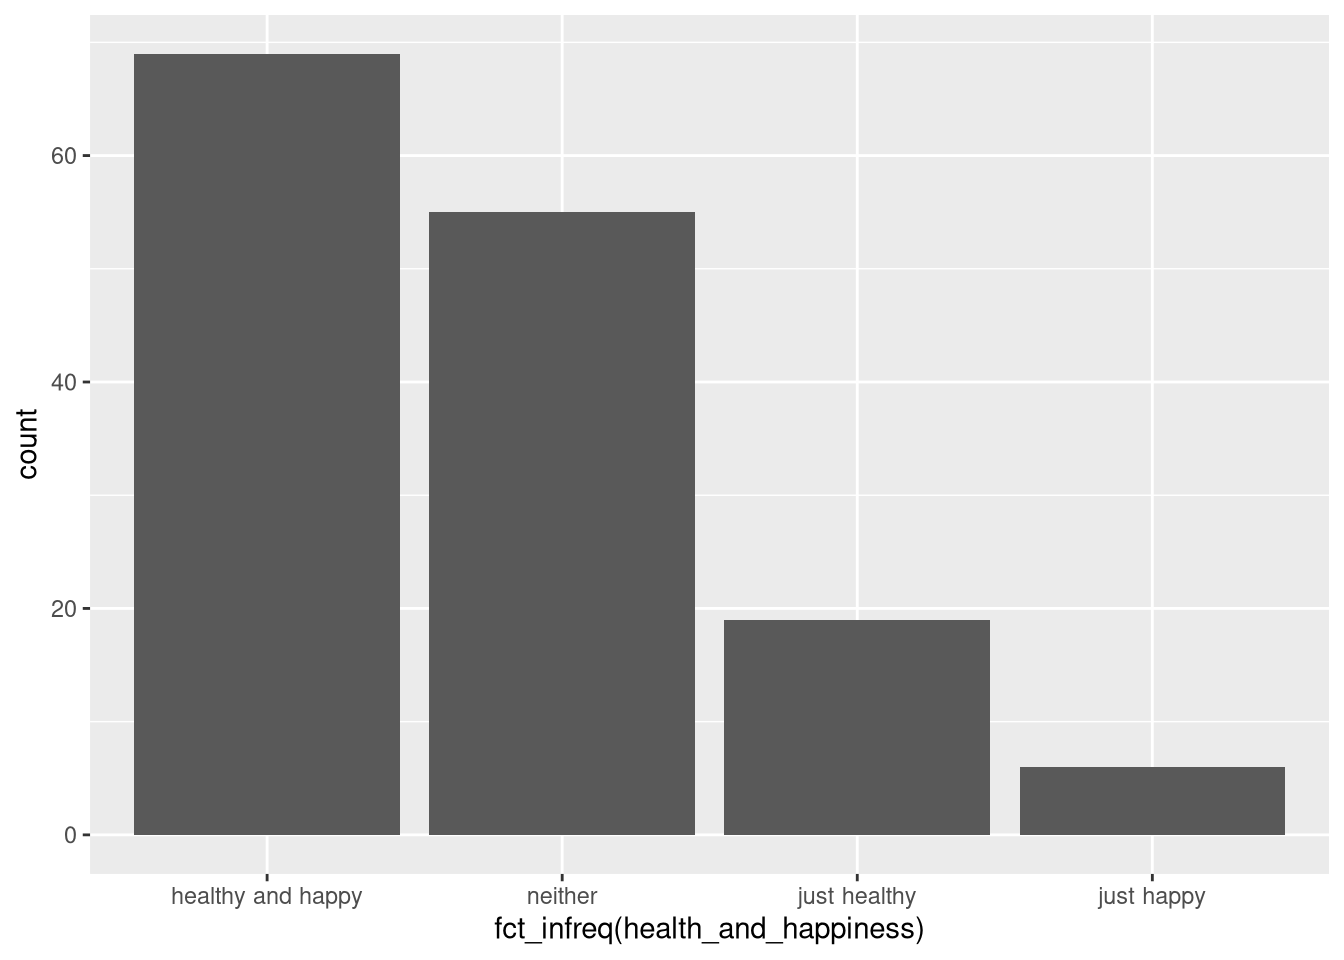 count
60
40
20
0
healthy and happy
neither
just healthy
just happy
fct_infreq(health_and_happiness)